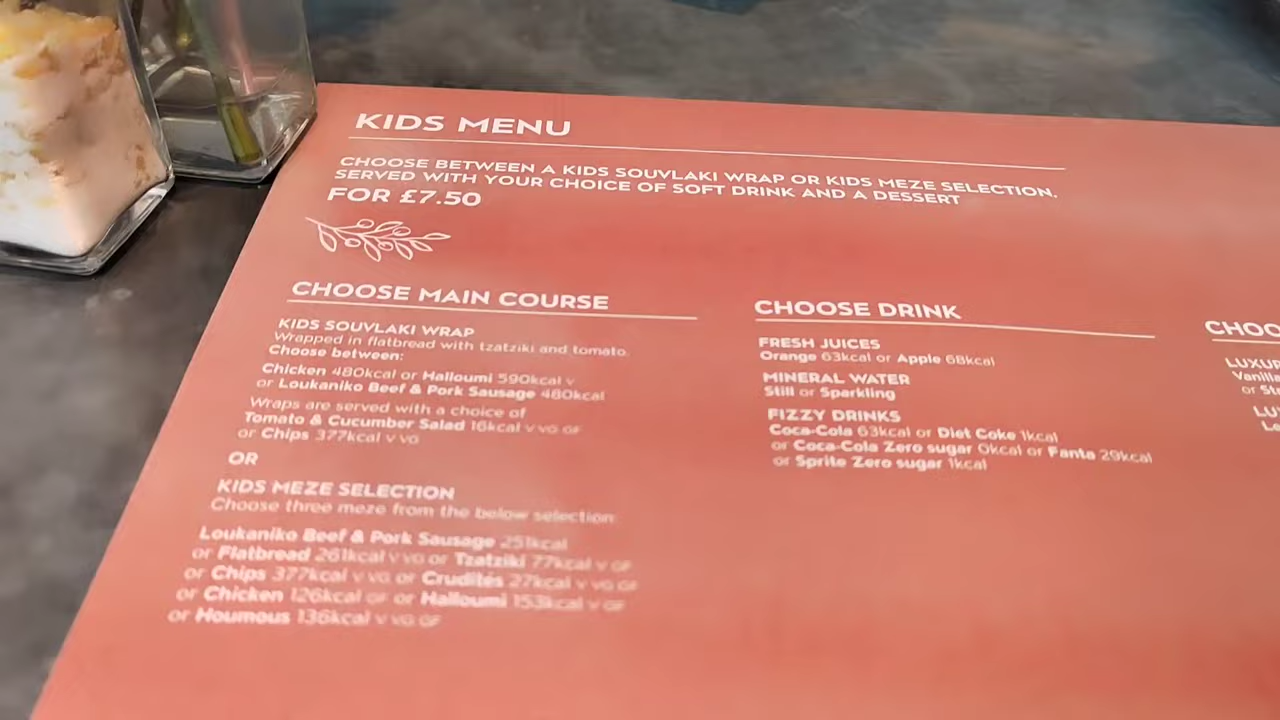 KIDS MENU
CHOOSE BETWEEN A KIDS SOUVLAKI WRAP OR KIDS MEZE SELECTION.
SERVED WITH YOUR CHOICE OF SOFT DRINK AND A DESSERT
FOR £7.50
CHOOSE MAIN COURSE
KIDS SOUVLAKI WRAP
Wrapped in flatbread with tzatziki and tomato.
Choose between:
Chicken 480kcal or Halloumi 590kcal V
or Loukaniko Beef & Pork Sausage 480kcal
Wraps are served with a choice of
Tomato & Cucumber Salad 16kcal V VG GF
or Chips 377kcal V VG
OR
KIDS MEZE SELECTION
Choose three meze from the below selection:
Loukaniko Beef & Pork Sausage 251kcal
or Flatbread 261kcal V VG or Tzatziki 77kcal V GF
or Chips 377kcal V VG or Crudités 27kcal V VG GF
or Chicken 126kcal GF or Halloumi 153kcal V GF
or Houmous 136kcal V VG GF
CHOOSE DRINK
FRESH JUICES
Orange 63kcal or Apple 68kcal
MINERAL WATER
Still or Sparkling
FIZZY DRINKS
Coca-Cola 63kcal or Diet Coke 1kcal
or Coca-Cola Zero sugar 0kcal or Fanta 29kcal
or Sprite Zero sugar 1kcal
CHOO
LUXUR
Vanilla
or St
LU